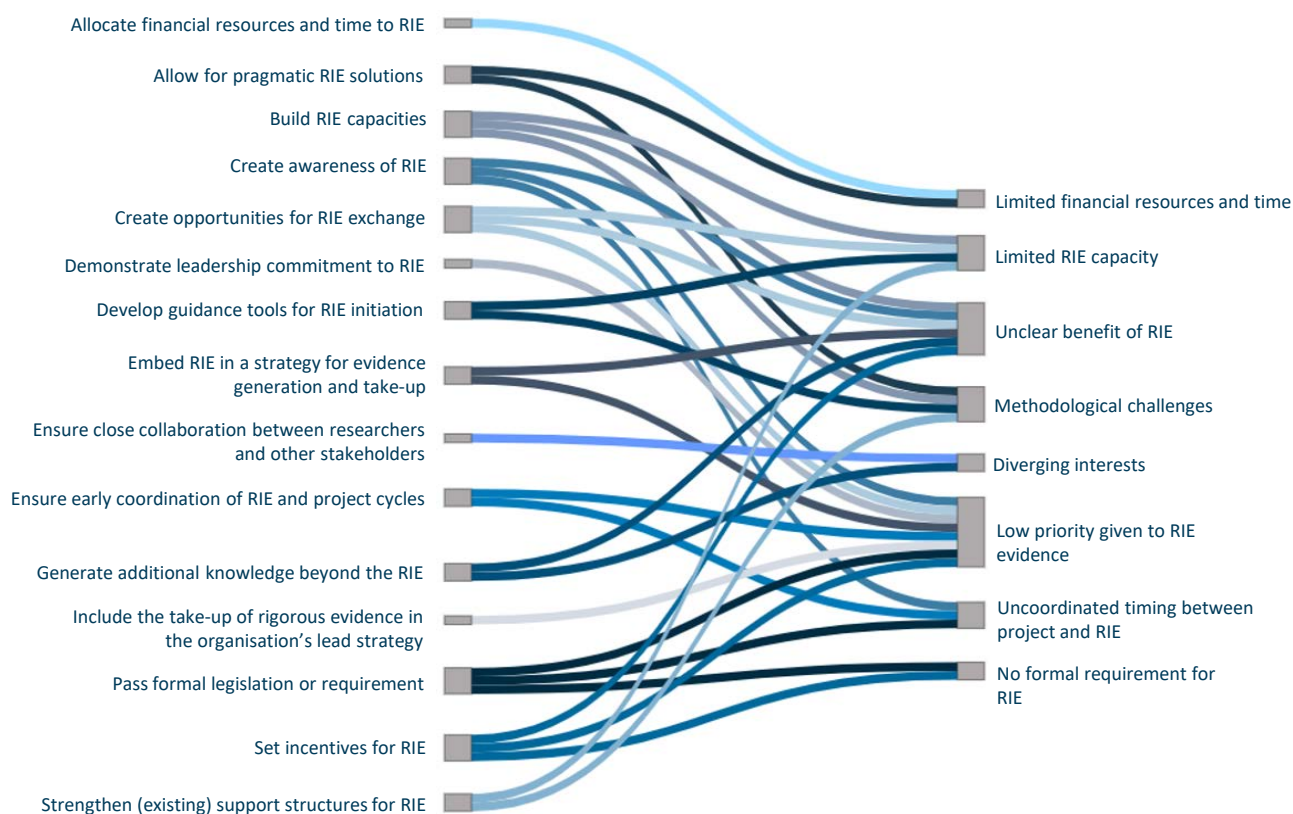 Allocate financial resources and time to RIE
Allow for pragmatic RIE solutions
Build RIE capacities
Create awareness of RIE
Create opportunities for RIE exchange
Demonstrate leadership commitment to RIE
Develop guidance tools for RIE initiation
Embed RIE in a strategy for evidence
generation and take-up
Ensure close collaboration between researchers
and other stakeholders
Ensure early coordination of RIE and project cycles
Generate additional knowledge beyond the RIE
Include the take-up of rigorous evidence in
the organisation’s lead strategy
Pass formal legislation or requirement
Set incentives for RIE
Strengthen (existing) support structures for RIE
Limited financial resources and time
Limited RIE capacity
Unclear benefit of RIE
Methodological challenges
Diverging interests
Low priority given to RIE
evidence
Uncoordinated timing between
project and RIE
No formal requirement for
RIE